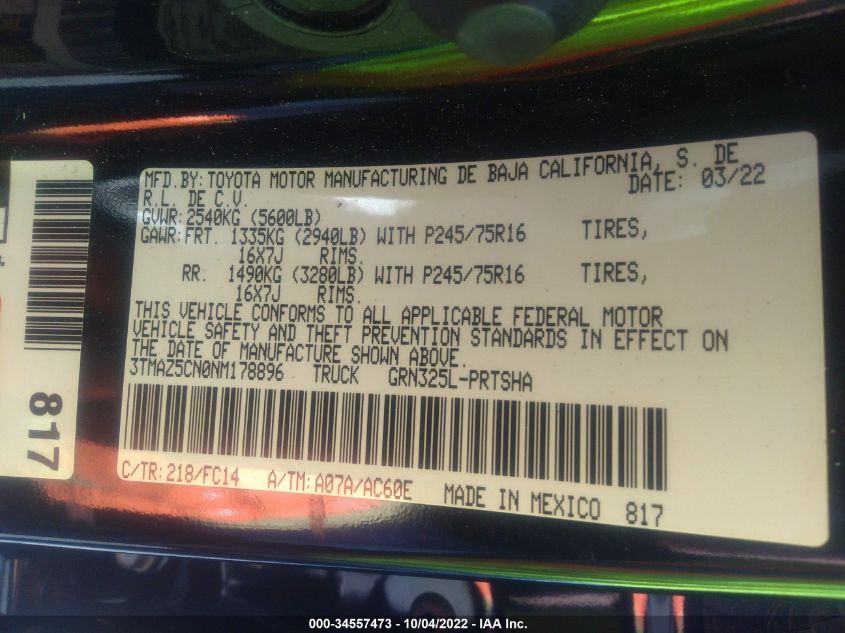 MFD.BY: TOYOTA MOTOR MANUFACTURING DE BAJA CALIFORNIA, S. DE
R.L. DE C.V. DATE: 03/22
GVWR: 2540KG (5600LB)
GAWR: FRT. 1335KG (2940LB) WITH P245/75R16 TIRES,
16X7J RIMS.
RR. 1490KG (3280LB) WITH P245/75R16 TIRES,
16X7J RIMS.
THIS VEHICLE CONFORMS TO ALL APPLICABLE FEDERAL MOTOR
VEHICLE SAFETY AND THEFT PREVENTION STANDARDS IN EFFECT ON
THE DATE OF MANUFACTURE SHOWN ABOVE.
3TMAZ5CN0NM178896 TRUCK GRN325L-PRTSHA
C/TR: 218/FC14 A/TM: A07A/AC60E MADE IN MEXICO 817
817
000-34557473 - 10/04/2022 - IAA Inc.